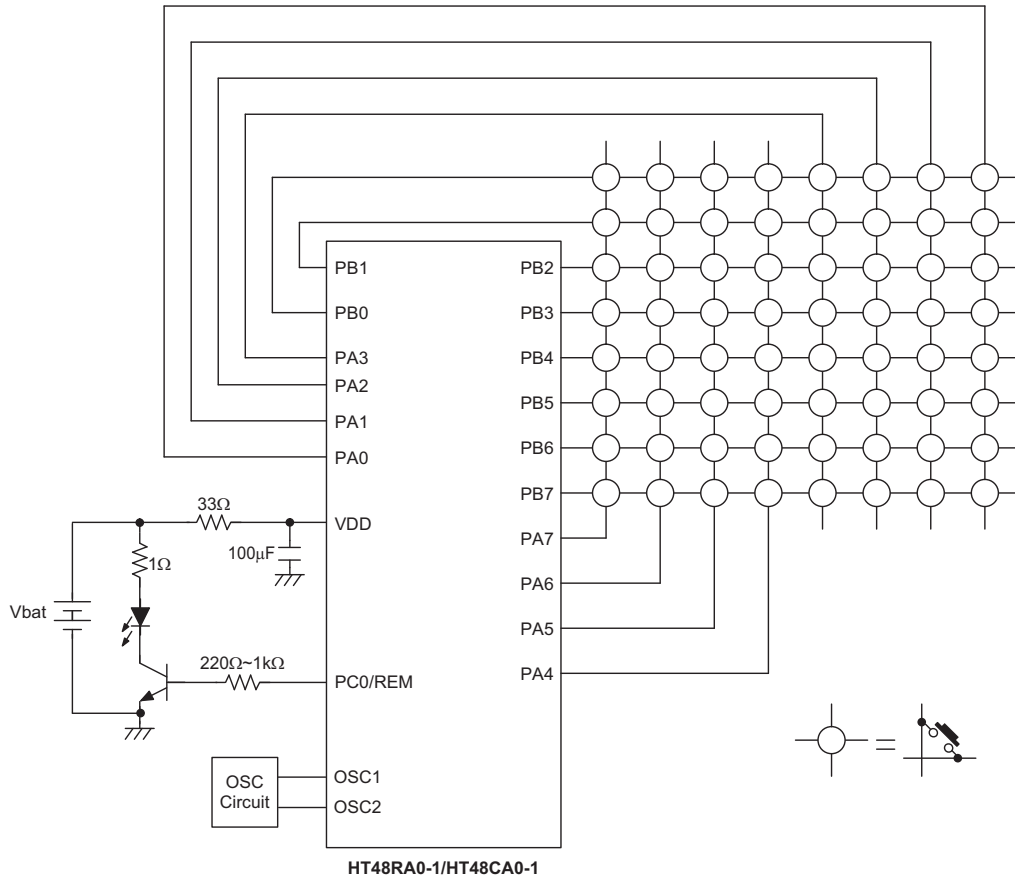 PB1
PB0
PA3
PA2
PA1
PA0
VDD
PC0/REM
OSC1
OSC2
PB2
PB3
PB4
PB5
PB6
PB7
PA7
PA6
PA5
PA4
33Ω
100μF
1Ω
Vbat
220Ω~1kΩ
OSC
Circuit
HT48RA0-1/HT48CA0-1